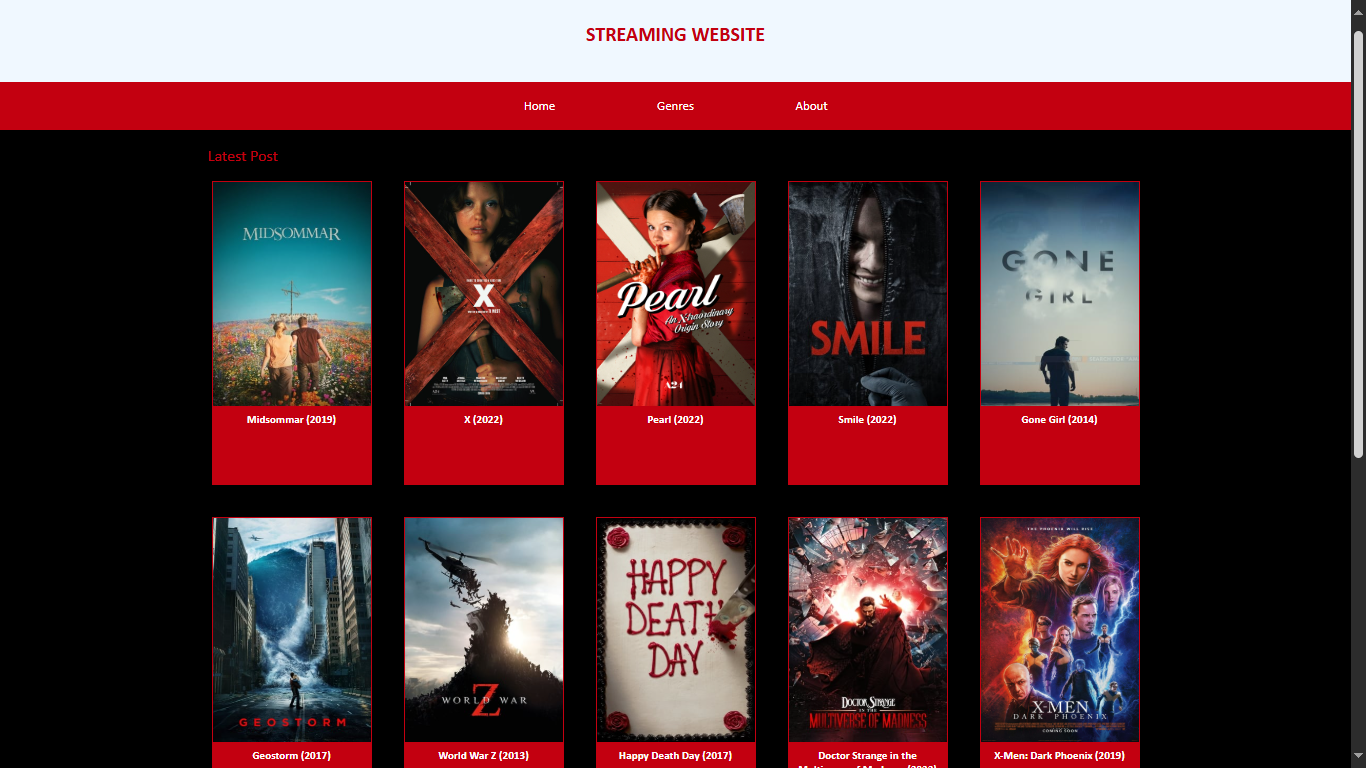 STREAMING WEBSITE
Home Genres About
Latest Post
MIDSOMMAR
X
Pearl
An X-traordinary
Origin Story
A24
SMILE
GONE
GIRL
Midsommar (2019)
X (2022)
Pearl (2022)
Smile (2022)
Gone Girl (2014)
GEOSTORM
WORLD WAR
Z
HAPPY
DEATH
DAY
DOCTOR STRANGE
IN THE
MULTIVERSE OF MADNESS
THE PHOENIX WILL RISE
X-MEN
DARK PHOENIX
COMING SOON
Geostorm (2017)
World War Z (2013)
Happy Death Day (2017)
Doctor Strange in the
X-Men: Dark Phoenix (2019)